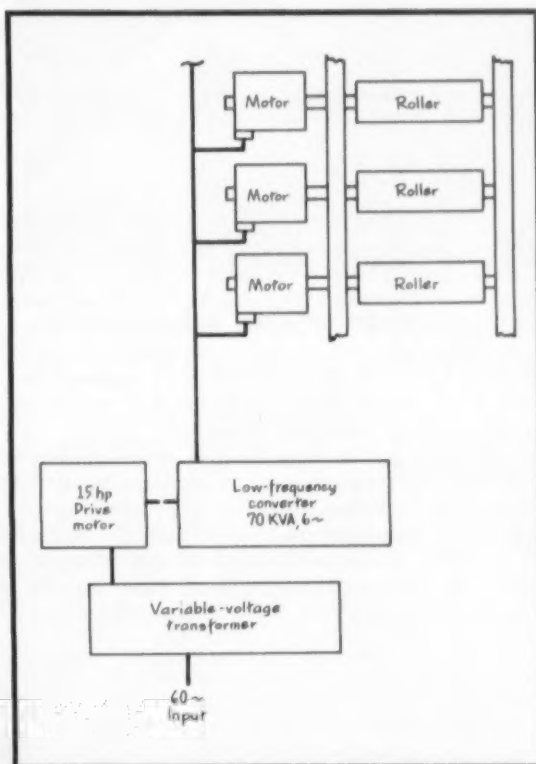 Motor
Roller
Motor
Roller
Motor
Roller
15 hp
Drive
motor
Low-frequency
converter
70 KVA, 6~
Variable-voltage
transformer
60~
Input